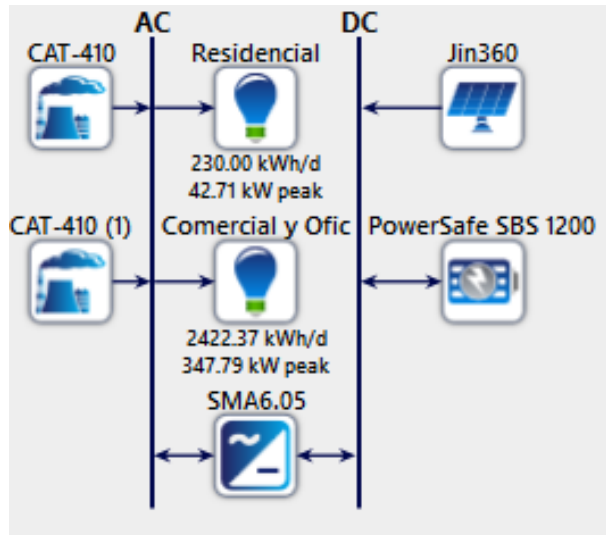 AC
DC
CAT-410
Residencial
Jin360
230.00 kWh/d
42.71 kW peak
CAT-410 (1)
Comercial y Ofic
PowerSafe SBS 1200
2422.37 kWh/d
347.79 kW peak
SMA6.05